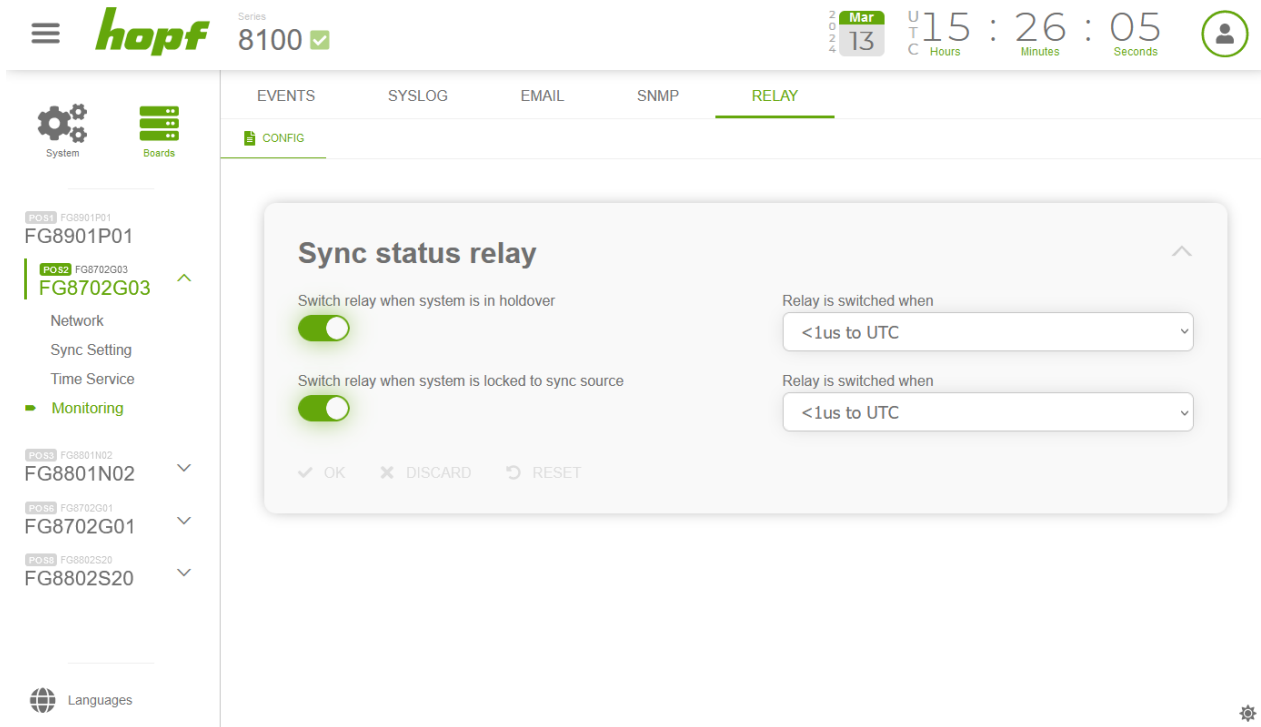 hopf
Series
8100
2024
Mar
13
UTC
15 : 26 : 05
Hours Minutes Seconds
System Boards
EVENTS SYSLOG EMAIL SNMP RELAY
CONFIG
POS1 FG8901P01
FG8901P01
POS2 FG8702G03
FG8702G03
Network
Sync Setting
Time Service
Monitoring
POS3 FG8801N02
FG8801N02
POS6 FG8702G01
FG8702G01
POS8 FG8802S20
FG8802S20
Languages
Sync status relay
Switch relay when system is in holdover
Relay is switched when
<1us to UTC
Switch relay when system is locked to sync source
Relay is switched when
<1us to UTC
OK DISCARD RESET